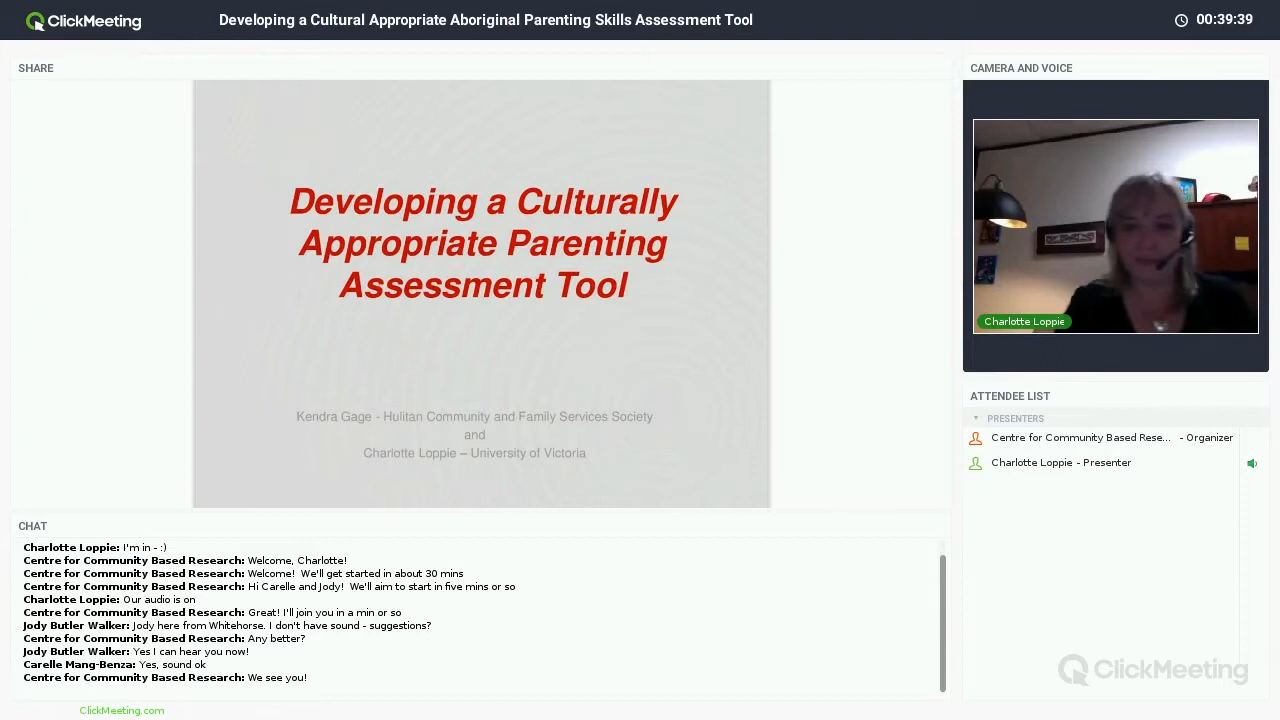 ClickMeeting
Developing a Cultural Appropriate Aboriginal Parenting Skills Assessment Tool
00:39:39
SHARE
Developing a Culturally
Appropriate Parenting
Assessment Tool
Kendra Gage - Hulitan Community and Family Services Society
and
Charlotte Loppie – University of Victoria
CHAT
Charlotte Loppie: I'm in - :)
Centre for Community Based Research: Welcome, Charlotte!
Centre for Community Based Research: Welcome!  We'll get started in about 30 mins
Centre for Community Based Research: Hi Carelle and Jody!  We'll aim to start in five mins or so
Charlotte Loppie: Our audio is on
Centre for Community Based Research: Great! I'll join you in a min or so
Jody Butler Walker: Jody here from Whitehorse. I don't have sound - suggestions?
Centre for Community Based Research: Any better?
Jody Butler Walker: Yes I can hear you now!
Carelle Mang-Benza: Yes, sound ok
Centre for Community Based Research: We see you!
ClickMeeting.com
CAMERA AND VOICE
Charlotte Loppie
ATTENDEE LIST
PRESENTERS
Centre for Community Based Rese... - Organizer
Charlotte Loppie - Presenter
ClickMeeting